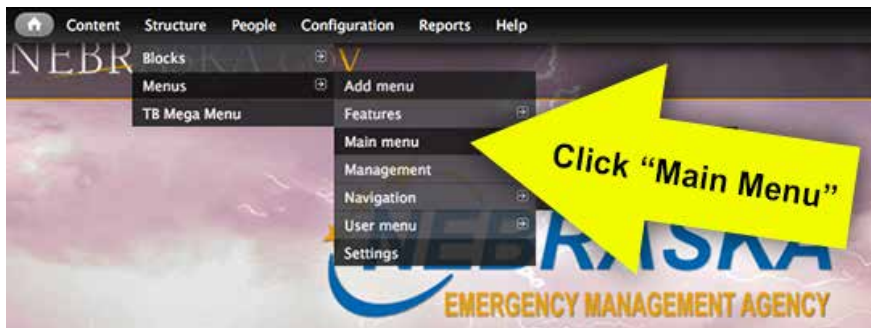 Content Structure People Configuration Reports Help
NEBR
Blocks
V
Menus
Add menu
TB Mega Menu
Features
Main menu
Click “Main Menu”
Management
Navigation
User menu
Settings
NEBRASKA
EMERGENCY MANAGEMENT AGENCY